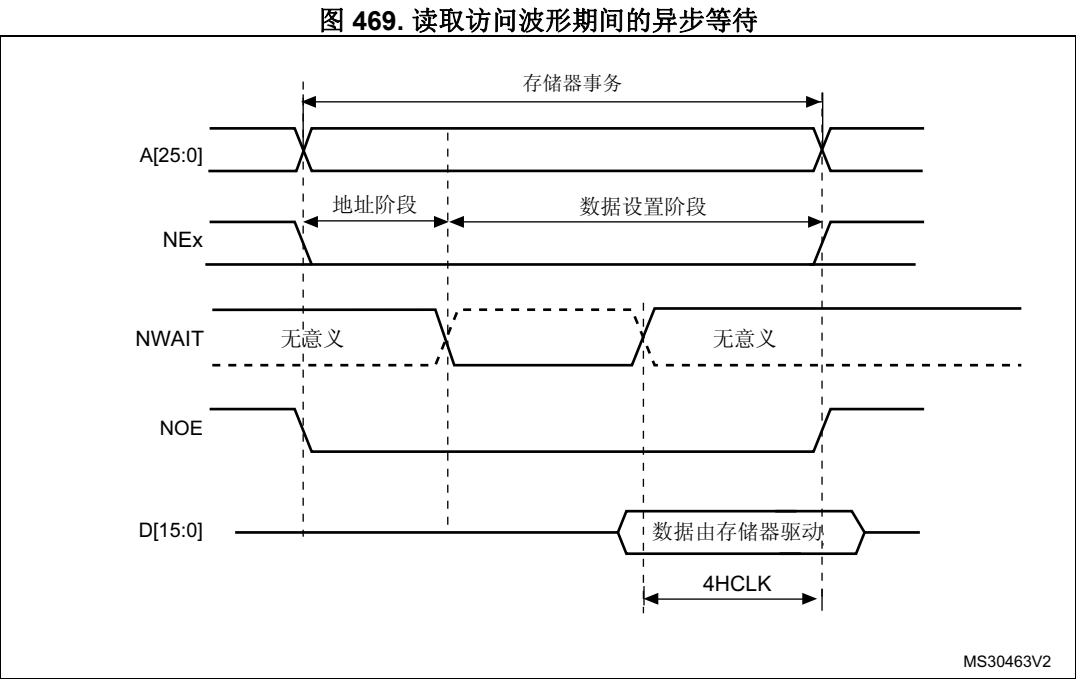 图 469. 读取访问波形期间的异步等待
存储器事务
A[25:0]
地址阶段
数据设置阶段
NEx
NWAIT
无意义
无意义
NOE
D[15:0]
数据由存储器驱动
4HCLK
MS30463V2